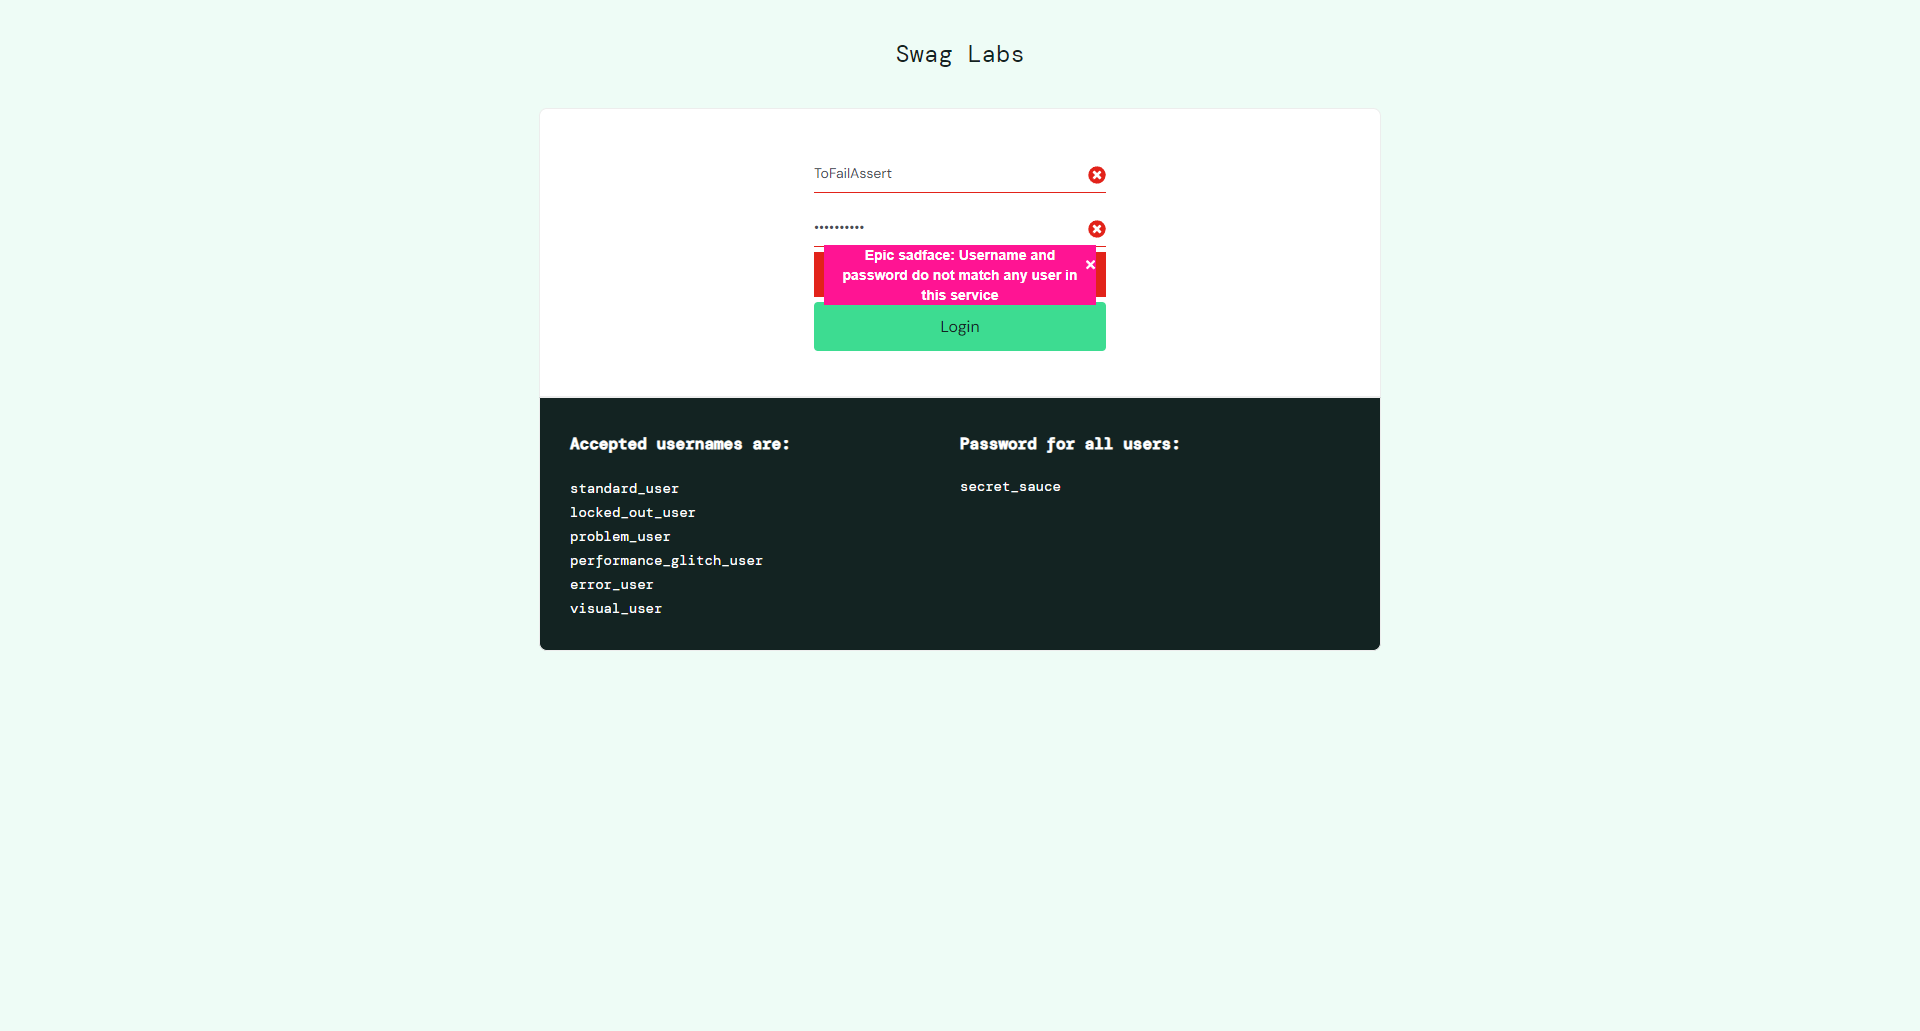 Swag Labs
ToFailAssert
••••••••••
Epic sadface: Username and
password do not match any user in
this service
Login
Accepted usernames are:
standard_user
locked_out_user
problem_user
performance_glitch_user
error_user
visual_user
Password for all users:
secret_sauce